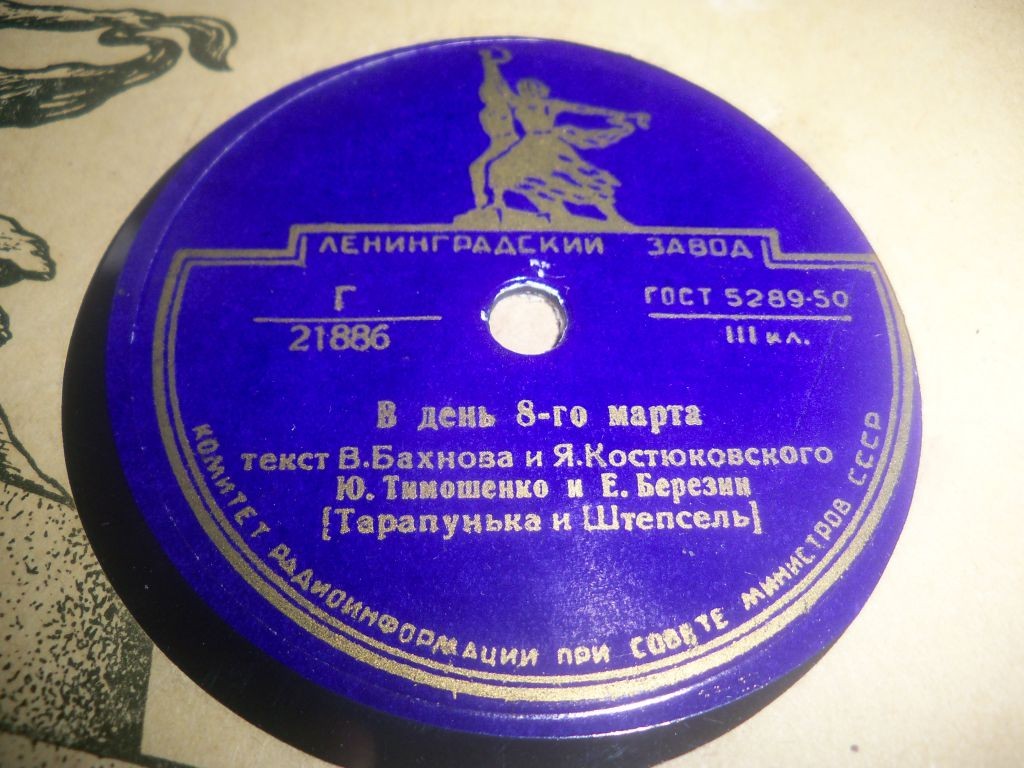 ЛЕНИНГРАДСКИЙ ЗАВОД
Г
21886
ГОСТ 5289-50
III кл.
В день 8-го марта
текст В.Бахнова и Я.Костюковского
Ю. Тимошенко и Е. Березин
[Тарапунька и Штепсель]
КОМИТЕТ РАДИОИНФОРМАЦИИ ПРИ СОВЕТЕ МИНИСТРОВ СССР